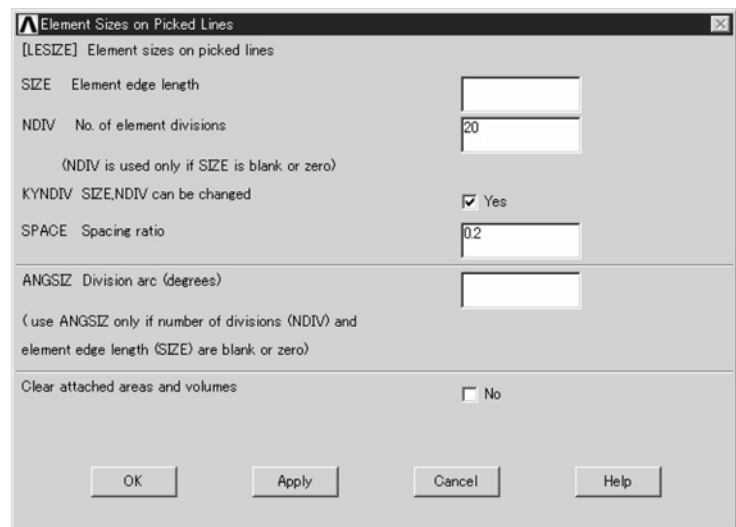 Element Sizes on Picked Lines
[LESIZE] Element sizes on picked lines
SIZE Element edge length
NDIV No. of element divisions
20
(NDIV is used only if SIZE is blank or zero)
KYNDIV SIZE,NDIV can be changed
Yes
SPACE Spacing ratio
0.2
ANGSIZ Division arc (degrees)
( use ANGSIZ only if number of divisions (NDIV) and
element edge length (SIZE) are blank or zero)
Clear attached areas and volumes
No
OK Apply Cancel Help